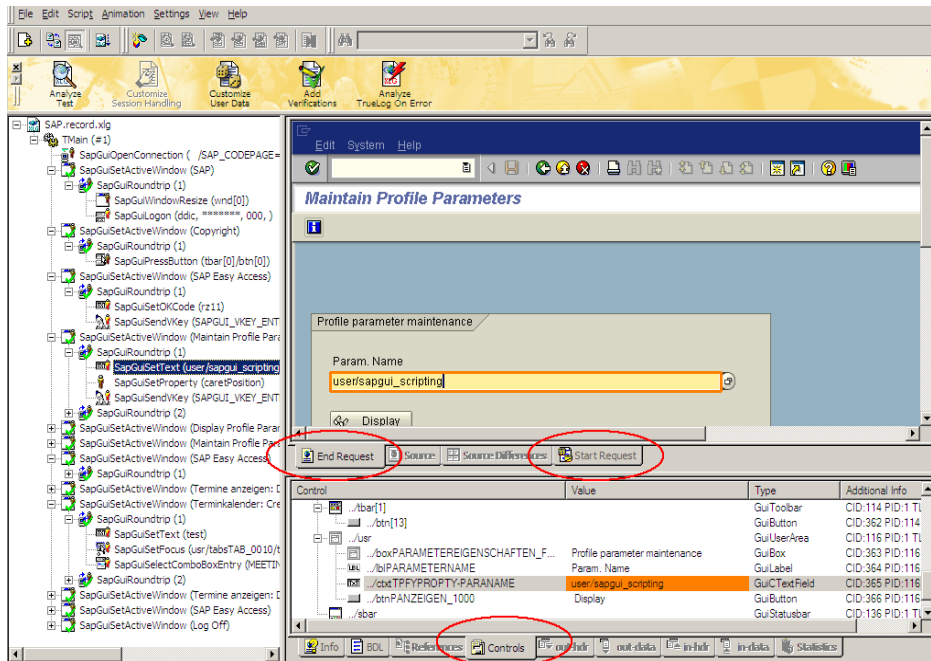 File Edit Script Animation Settings View Help
Analyze Test
Customize Session Handling
Customize User Data
Add Verifications
Analyze TrueLog On Error
SAP.record.xlg
TMain (#1)
SapGuiOpenConnection ( /SAP_CODEPAGE=
SapGuiSetActiveWindow (SAP)
SapGuiRoundtrip (1)
SapGuiWindowResize (wnd[0])
SapGuiLogon (ddic, *******, 000, )
SapGuiSetActiveWindow (Copyright)
SapGuiRoundtrip (1)
SapGuiPressButton (tbar[0]/btn[0])
SapGuiSetActiveWindow (SAP Easy Access)
SapGuiRoundtrip (1)
SapGuiSetOKCode (rz11)
SapGuiSendVKey (SAPGUI_VKEY_ENT
SapGuiSetActiveWindow (Maintain Profile Para
SapGuiRoundtrip (1)
SapGuiSetText (user/sapgui_scripting
SapGuiSetProperty (caretPosition)
SapGuiSendVKey (SAPGUI_VKEY_ENT
SapGuiRoundtrip (2)
SapGuiSetActiveWindow (Display Profile Parar
SapGuiSetActiveWindow (Maintain Profile Para
SapGuiSetActiveWindow (SAP Easy Access)
SapGuiRoundtrip (1)
SapGuiSetActiveWindow (Termine anzeigen: D
SapGuiSetActiveWindow (Terminkalender: Cre
SapGuiRoundtrip (1)
SapGuiSetText (test)
SapGuiSetFocus (usr/tabsTAB_0010/t
SapGuiSelectComboBoxEntry (MEETIN
SapGuiRoundtrip (2)
SapGuiSetActiveWindow (Termine anzeigen: D
SapGuiSetActiveWindow (SAP Easy Access)
SapGuiSetActiveWindow (Log Off)
Edit System Help
Maintain Profile Parameters
Profile parameter maintenance
Param. Name
user/sapgui_scripting
Display
End Request Source Source Differences Start Request
Control Value Type Additional Info
../tbar[1] GuiToolbar CID:114 PID:1 TL
../btn[13] GuiButton CID:362 PID:114
../usr GuiUserArea CID:116 PID:1 TL
../boxPARAMETEREIGENSCHAFTEN_F... Profile parameter maintenance GuiBox CID:363 PID:116
../lblPARAMETERNAME Param. Name GuiLabel CID:364 PID:116
../ctxtTPFYPROPTY-PARANAME user/sapgui_scripting GuiCTextField CID:365 PID:116
../btnPANZEIGEN_1000 Display GuiButton CID:366 PID:116
../sbar GuiStatusbar CID:136 PID:1 TL
Info BDL References Controls out-hdr out-data in-hdr in-data Statistics